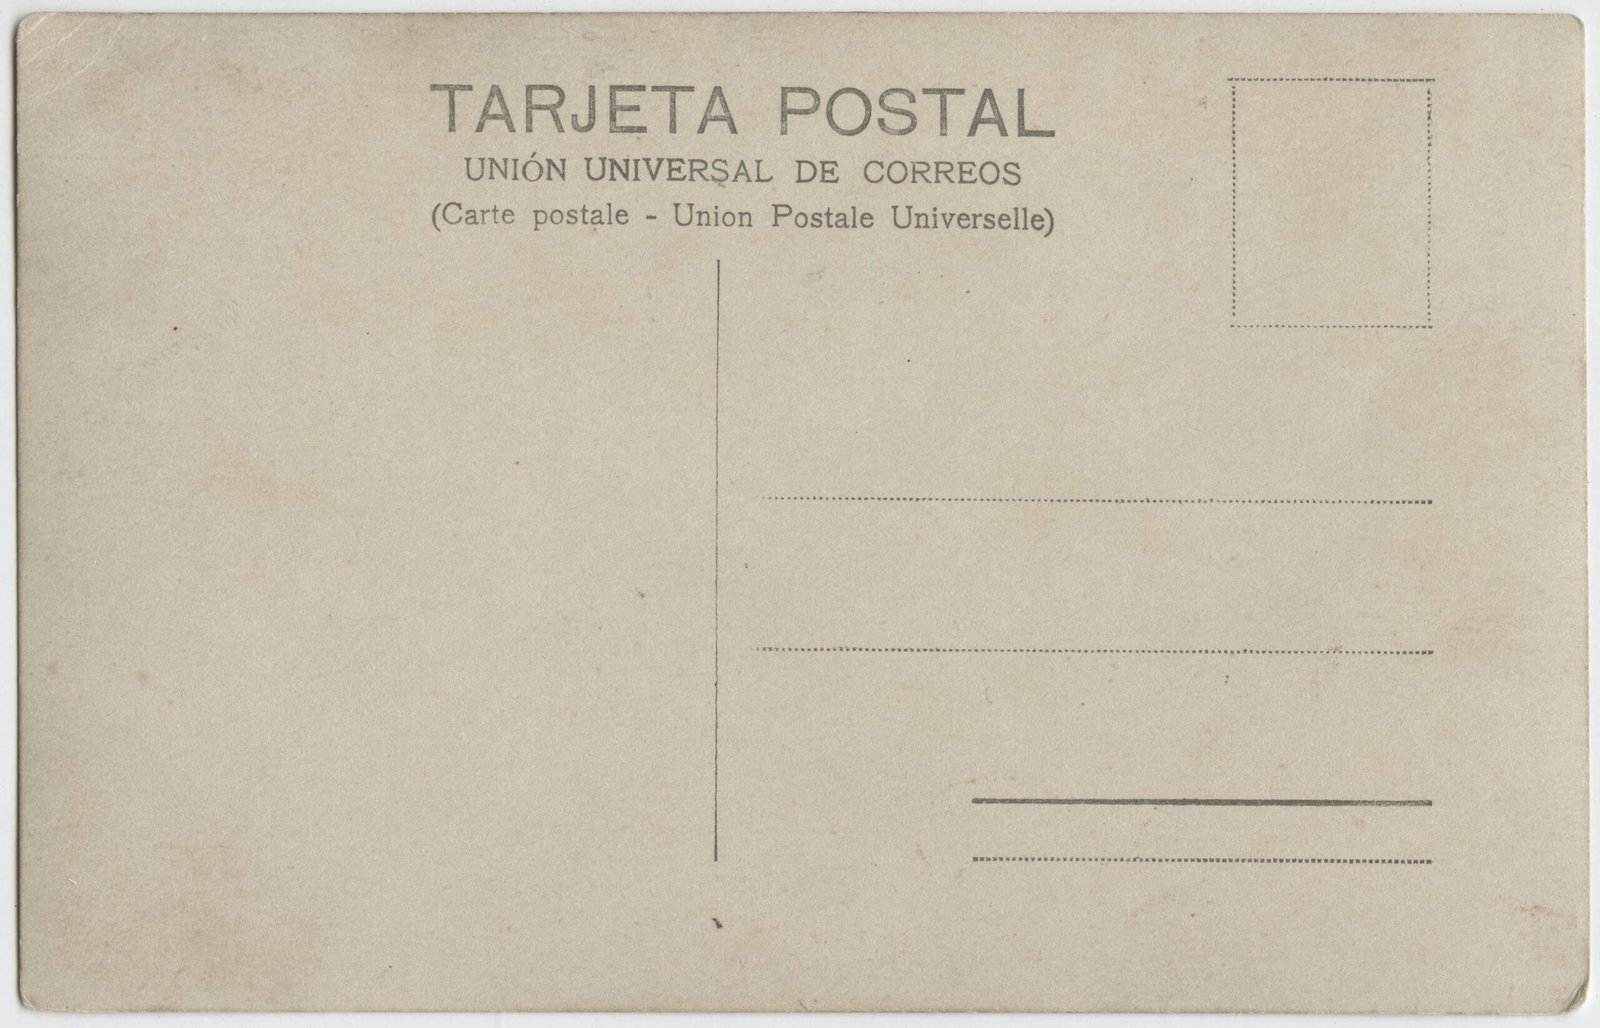 TARJETA POSTAL
UNIÓN UNIVERSAL DE CORREOS
(Carte postale - Union Postale Universelle)